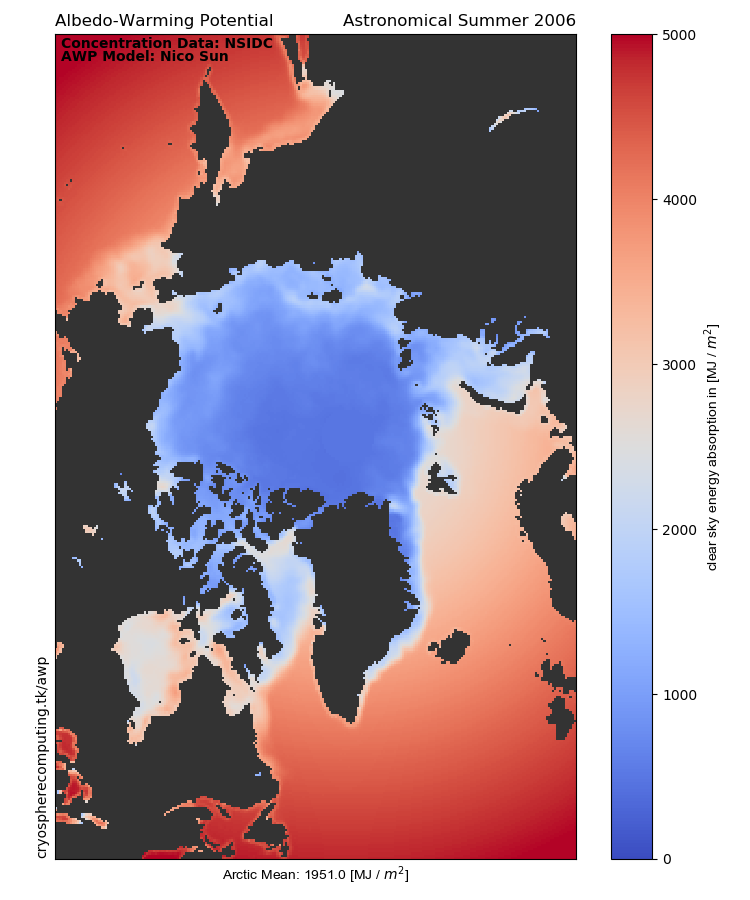 Albedo-Warming Potential Astronomical Summer 2006
Concentration Data: NSIDC
AWP Model: Nico Sun
5000
4000
3000
2000
1000
0
clear sky energy absorption in [MJ / m²]
cryospherecomputing.tk/awp
Arctic Mean: 1951.0 [MJ / m²]